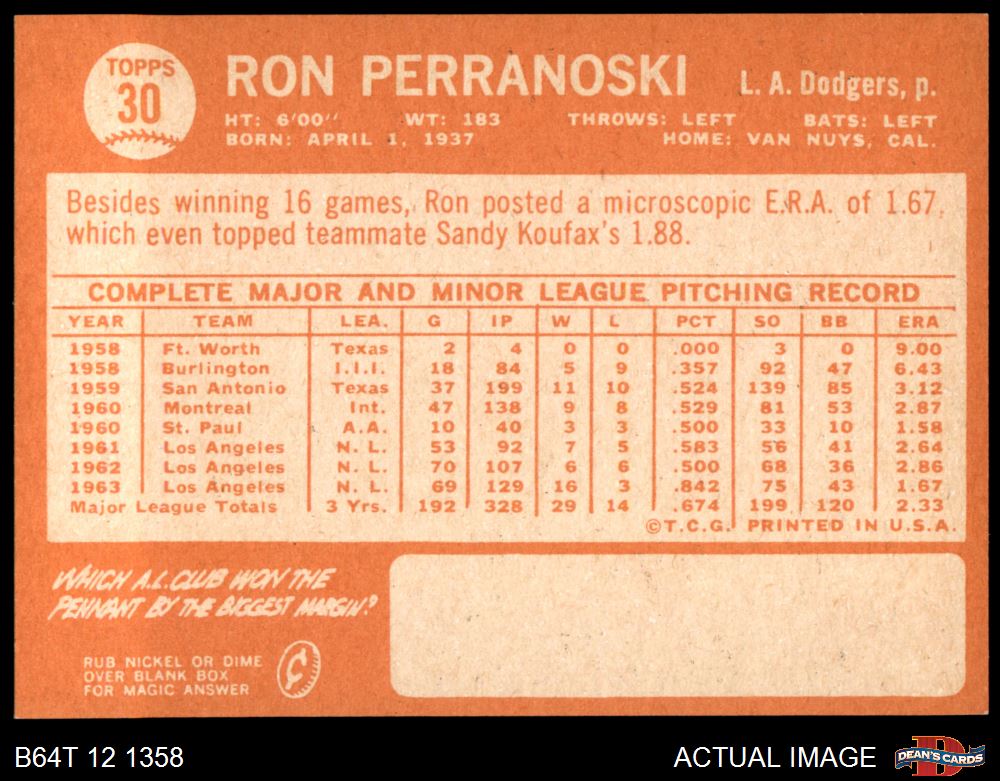 TOPPS
30
RON PERRANOSKI L. A. Dodgers, p.
HT: 6'00" WT: 183 THROWS: LEFT BATS: LEFT
BORN: APRIL 1, 1937 HOME: VAN NUYS, CAL.
Besides winning 16 games, Ron posted a microscopic E.R.A. of 1.67,
which even topped teammate Sandy Koufax's 1.88.
COMPLETE MAJOR AND MINOR LEAGUE PITCHING RECORD
YEAR TEAM LEA. G IP W L PCT SO BB ERA
1958 Ft. Worth Texas 2 4 0 0 .000 3 0 9.00
1958 Burlington I.I.I. 18 84 5 9 .357 92 47 6.43
1959 San Antonio Texas 37 199 11 10 .524 139 85 3.12
1960 Montreal Int. 47 138 9 8 .529 81 53 2.87
1960 St. Paul A.A. 10 40 3 3 .500 33 10 1.58
1961 Los Angeles N. L. 53 92 7 5 .583 56 41 2.64
1962 Los Angeles N. L. 70 107 6 6 .500 68 36 2.86
1963 Los Angeles N. L. 69 129 16 3 .842 75 43 1.67
Major League Totals 3 Yrs. 192 328 29 14 .674 199 120 2.33
©T.C.G. PRINTED IN U.S.A.
WHICH A.L. CLUB WON THE
PENNANT BY THE BIGGEST MARGIN?
RUB NICKEL OR DIME
OVER BLANK BOX
FOR MAGIC ANSWER
¢
B64T 12 1358 ACTUAL IMAGE D DEAN'S CARDS